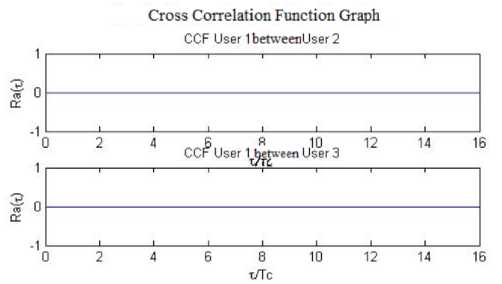 Cross Correlation Function Graph
CCF User 1betweenUser 2
1
0
-1
Ra(τ)
0 2 4 6 8 10 12 14 16
τ/Tc
CCF User 1 between User 3
1
0
-1
Ra(τ)
0 2 4 6 8 10 12 14 16
τ/Tc